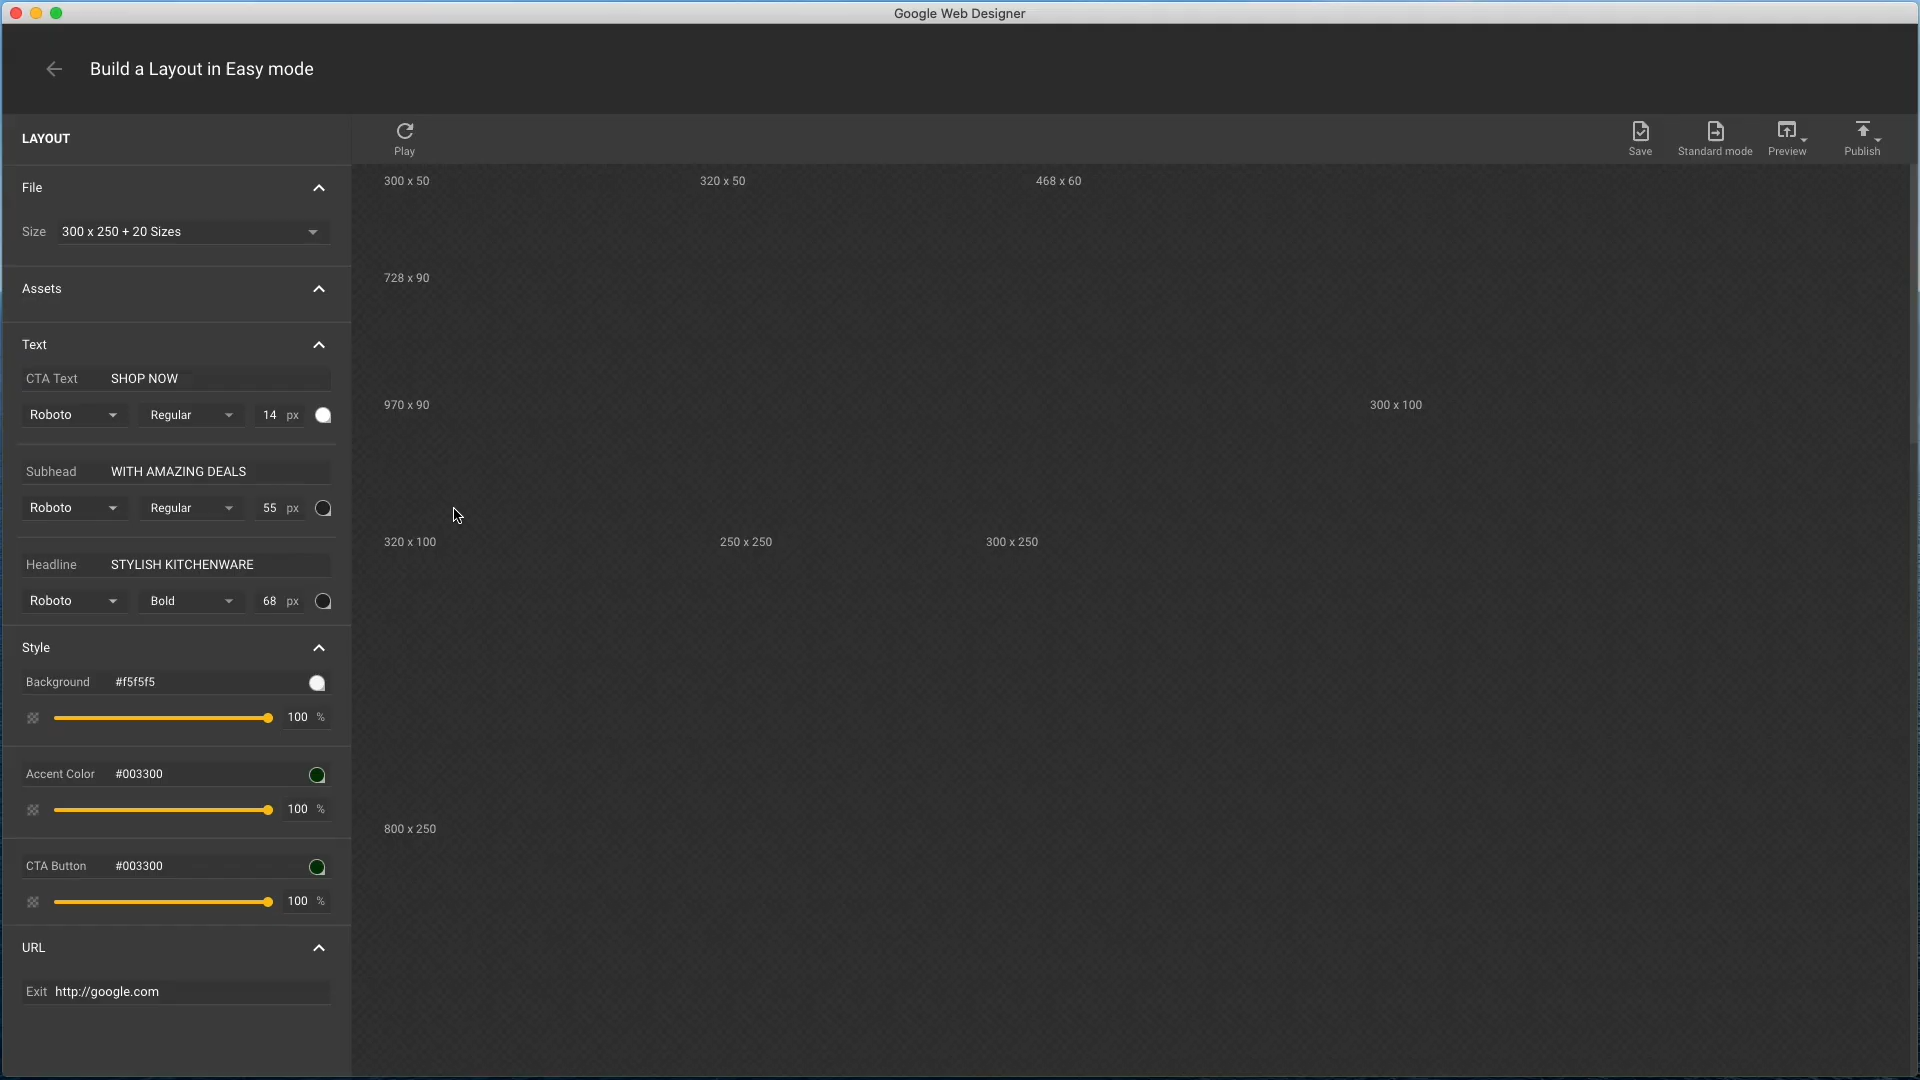 Google Web Designer
Build a Layout in Easy mode
LAYOUT
Play
Save
Standard mode
Preview
Publish
File
Size 300 x 250 + 20 Sizes
Assets
Text
CTA Text SHOP NOW
Roboto Regular 14 px
Subhead WITH AMAZING DEALS
Roboto Regular 55 px
Headline STYLISH KITCHENWARE
Roboto Bold 68 px
Style
Background #f5f5f5
100 %
Accent Color #003300
100 %
CTA Button #003300
100 %
URL
Exit http://google.com
300 x 50
320 x 50
468 x 60
728 x 90
970 x 90
300 x 100
320 x 100
250 x 250
300 x 250
800 x 250